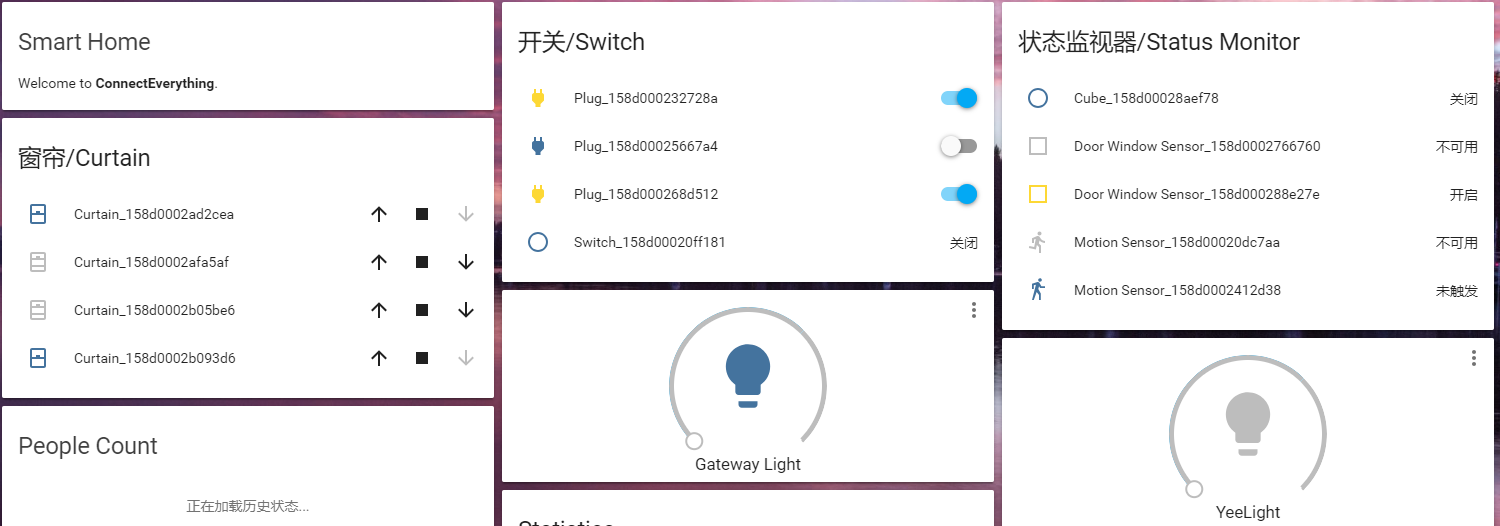 Smart Home
Welcome to ConnectEverything.
窗帘/Curtain
Curtain_158d0002ad2cea
Curtain_158d0002afa5af
Curtain_158d0002b05be6
Curtain_158d0002b093d6
People Count
正在加载历史状态...
开关/Switch
Plug_158d000232728a
Plug_158d00025667a4
Plug_158d000268d512
Switch_158d00020ff181 关闭
Gateway Light
Statistics
状态监视器/Status Monitor
Cube_158d00028aef78 关闭
Door Window Sensor_158d0002766760 不可用
Door Window Sensor_158d000288e27e 开启
Motion Sensor_158d00020dc7aa 不可用
Motion Sensor_158d0002412d38 未触发
YeeLight